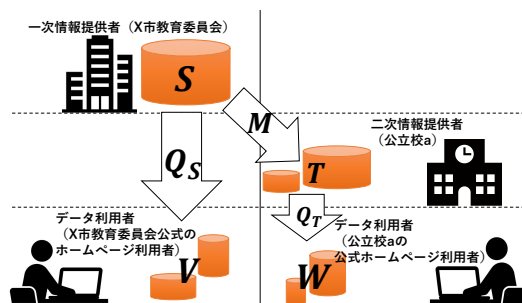 一次情報提供者（X市教育委員会）
S
M
二次情報提供者
（公立校a）
Q_S
T
Q_T
データ利用者
（X市教育委員会公式の
ホームページ利用者）
V
データ利用者
（公立校aの
公式ホームページ利用者）
W